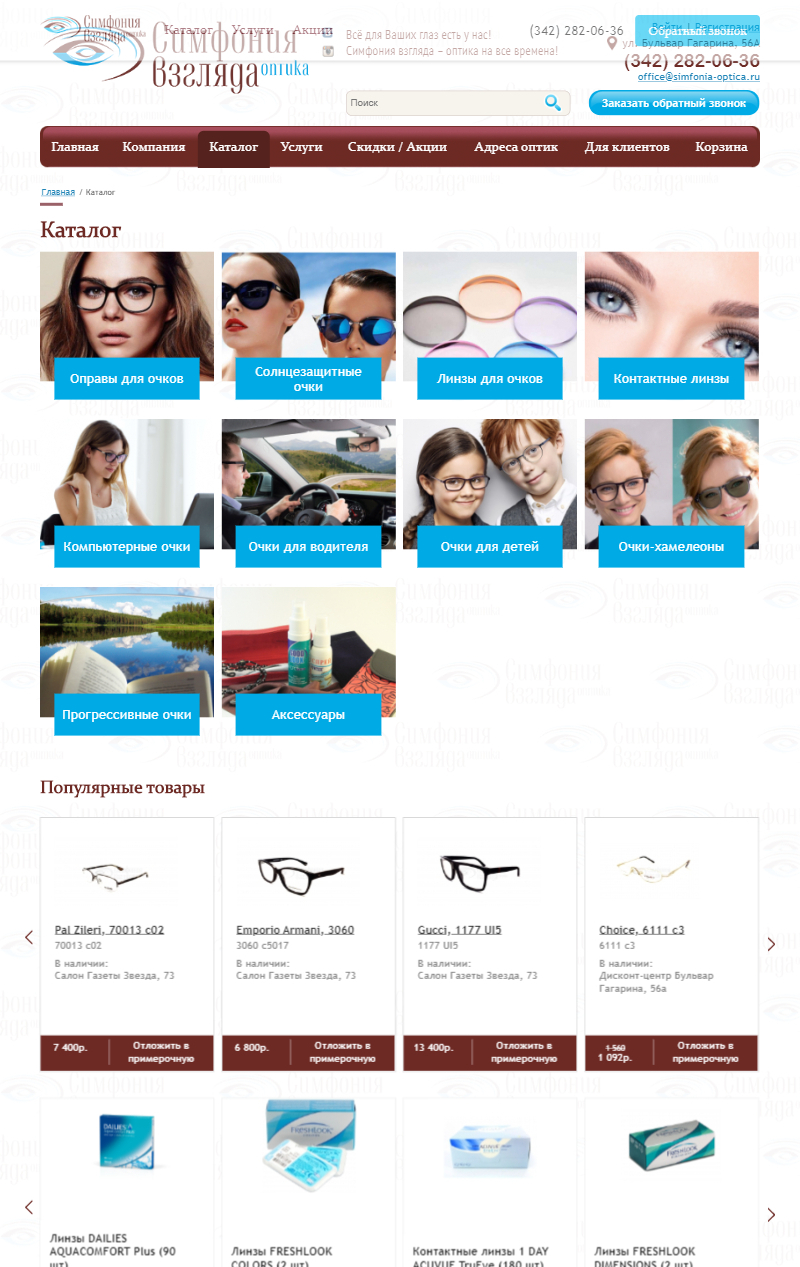 Симфония
Взгляда
оптика
Каталог
Услуги
Акции
Симфония
взгляда
оптика
Всё для Ваших глаз есть у нас!
Симфония взгляда – оптика на все времена!
(342) 282-06-36
Войти | Регистрация
Обратный звонок
ул. Бульвар Гагарина, 56А
(342) 282-06-36
office@simfonia-optica.ru
Поиск
Заказать обратный звонок
Главная
Компания
Каталог
Услуги
Скидки / Акции
Адреса оптик
Для клиентов
Корзина
Главная / Каталог
Каталог
Оправы для очков
Солнцезащитные
очки
Линзы для очков
Контактные линзы
Компьютерные очки
Очки для водителя
Очки для детей
Очки-хамелеоны
Прогрессивные очки
Аксессуары
Популярные товары
Pal Zileri, 70013 c02
70013 c02
В наличии:
Салон Газеты Звезда, 73
7 400р.
Отложить в
примерочную
Emporio Armani, 3060
3060 c5017
В наличии:
Салон Газеты Звезда, 73
6 800р.
Отложить в
примерочную
Gucci, 1177 UI5
1177 UI5
В наличии:
Салон Газеты Звезда, 73
13 400р.
Отложить в
примерочную
Choice, 6111 c3
6111 c3
В наличии:
Дисконт-центр Бульвар
Гагарина, 56а
1 560
1 092р.
Отложить в
примерочную
DAILIES
Линзы DAILIES
AQUACOMFORT Plus (90
шт)
FRESHLOOK
Линзы FRESHLOOK
COLORS (2 шт)
Контактные линзы 1 DAY
ACUVUE TruEye (180 шт)
FRESHLOOK
Линзы FRESHLOOK
DIMENSIONS (2 шт)